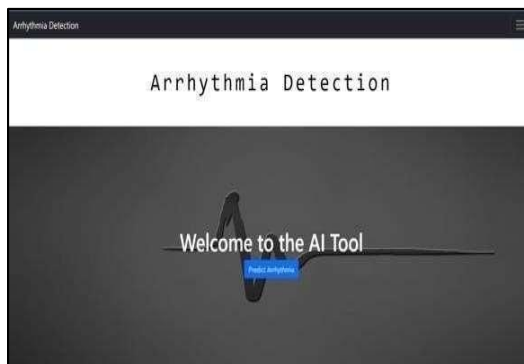 Arrhythmia Detection
Arrhythmia Detection
Welcome to the AI Tool
Predict Arrhythmia